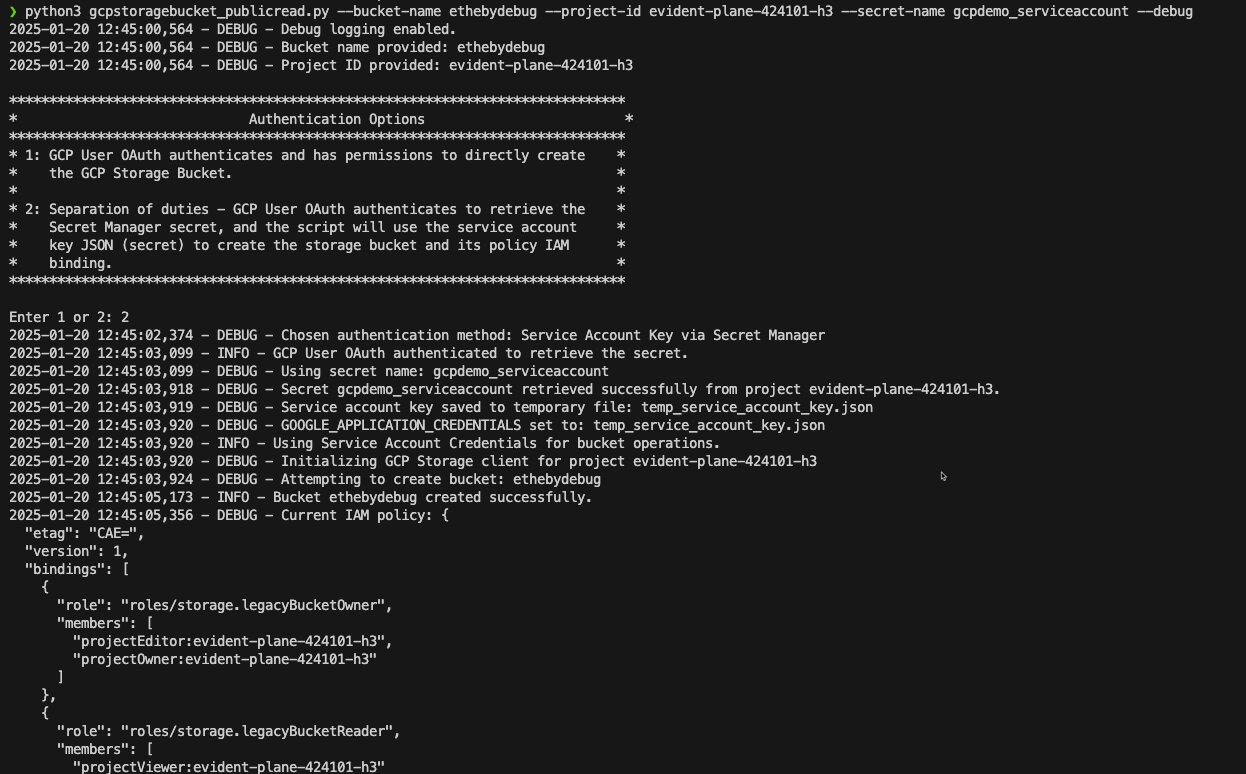 ❯ python3 gcpstoragebucket_publicread.py --bucket-name ethebydebug --project-id evident-plane-424101-h3 --secret-name gcpdemo_serviceaccount --debug
2025-01-20 12:45:00,564 - DEBUG - Debug logging enabled.
2025-01-20 12:45:00,564 - DEBUG - Bucket name provided: ethebydebug
2025-01-20 12:45:00,564 - DEBUG - Project ID provided: evident-plane-424101-h3

*****************************************************************************
*                             Authentication Options                         *
*****************************************************************************
* 1: GCP User OAuth authenticates and has permissions to directly create    *
*    the GCP Storage Bucket.                                                *
*                                                                           *
* 2: Separation of duties - GCP User OAuth authenticates to retrieve the    *
*    Secret Manager secret, and the script will use the service account     *
*    key JSON (secret) to create the storage bucket and its policy IAM      *
*    binding.                                                               *
*****************************************************************************

Enter 1 or 2: 2
2025-01-20 12:45:02,374 - DEBUG - Chosen authentication method: Service Account Key via Secret Manager
2025-01-20 12:45:03,099 - INFO - GCP User OAuth authenticated to retrieve the secret.
2025-01-20 12:45:03,099 - DEBUG - Using secret name: gcpdemo_serviceaccount
2025-01-20 12:45:03,918 - DEBUG - Secret gcpdemo_serviceaccount retrieved successfully from project evident-plane-424101-h3.
2025-01-20 12:45:03,919 - DEBUG - Service account key saved to temporary file: temp_service_account_key.json
2025-01-20 12:45:03,920 - DEBUG - GOOGLE_APPLICATION_CREDENTIALS set to: temp_service_account_key.json
2025-01-20 12:45:03,920 - INFO - Using Service Account Credentials for bucket operations.
2025-01-20 12:45:03,920 - DEBUG - Initializing GCP Storage client for project evident-plane-424101-h3
2025-01-20 12:45:03,924 - DEBUG - Attempting to create bucket: ethebydebug
2025-01-20 12:45:05,173 - INFO - Bucket ethebydebug created successfully.
2025-01-20 12:45:05,356 - DEBUG - Current IAM policy: {
  "etag": "CAE=",
  "version": 1,
  "bindings": [
    {
      "role": "roles/storage.legacyBucketOwner",
      "members": [
        "projectEditor:evident-plane-424101-h3",
        "projectOwner:evident-plane-424101-h3"
      ]
    },
    {
      "role": "roles/storage.legacyBucketReader",
      "members": [
        "projectViewer:evident-plane-424101-h3"